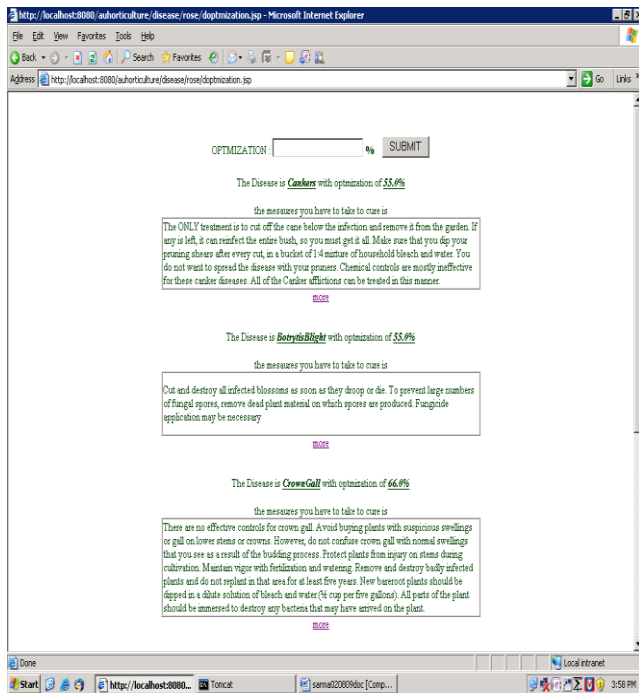 http://localhost:8080/auhorticulture/disease/rose/doptmization.jsp - Microsoft Internet Explorer
File Edit View Favorites Tools Help
Back Search Favorites
Address http://localhost:8080/auhorticulture/disease/rose/doptmization.jsp Go Links »
OPTMIZATION : % SUBMIT
The Disease is Cankers with optmization of 55.0%
the mesaures you have to take to cure is
The ONLY treatment is to cut off the cane below the infection and remove it from the garden. If
any is left, it can reinfect the entire bush, so you must get it all. Make sure that you dip your
pruning shears after every cut, in a bucket of 1:4 mixture of household bleach and water. You
do not want to spread the disease with your pruners. Chemical controls are mostly ineffective
for these canker diseases. All of the Canker afflictions can be treated in this manner.
more
The Disease is BotrytisBlight with optmization of 55.0%
the mesaures you have to take to cure is
Cut and destroy all infected blossoms as soon as they droop or die. To prevent large numbers
of fungal spores, remove dead plant material on which spores are produced. Fungicide
application may be necessary
more
The Disease is CrownGall with optmization of 66.0%
the mesaures you have to take to cure is
There are no effective controls for crown gall. Avoid buying plants with suspicious swellings
or gall on lower stems or crowns. However, do not confuse crown gall with normal swellings
that you see as a result of the budding process. Protect plants from injury on stems during
cultivation. Maintain vigor with fertilization and watering. Remove and destroy badly infected
plants and do not replant in that area for at least five years. New bareroot plants should be
dipped in a dilute solution of bleach and water( cup per five gallons). All parts of the plant
should be immersed to destroy any bacteria that may have arrived on the plant.
more
Done Local intranet
Start http://localhost:8080... Tomcat sarma020809doc [Comp... 3:58 PM